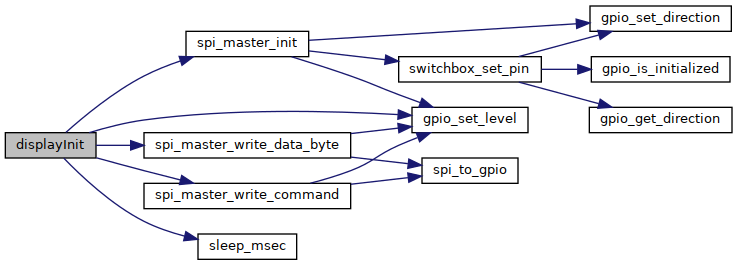 displayInit
spi_master_init
spi_master_write_data_byte
spi_master_write_command
sleep_msec
switchbox_set_pin
gpio_set_level
spi_to_gpio
gpio_set_direction
gpio_is_initialized
gpio_get_direction